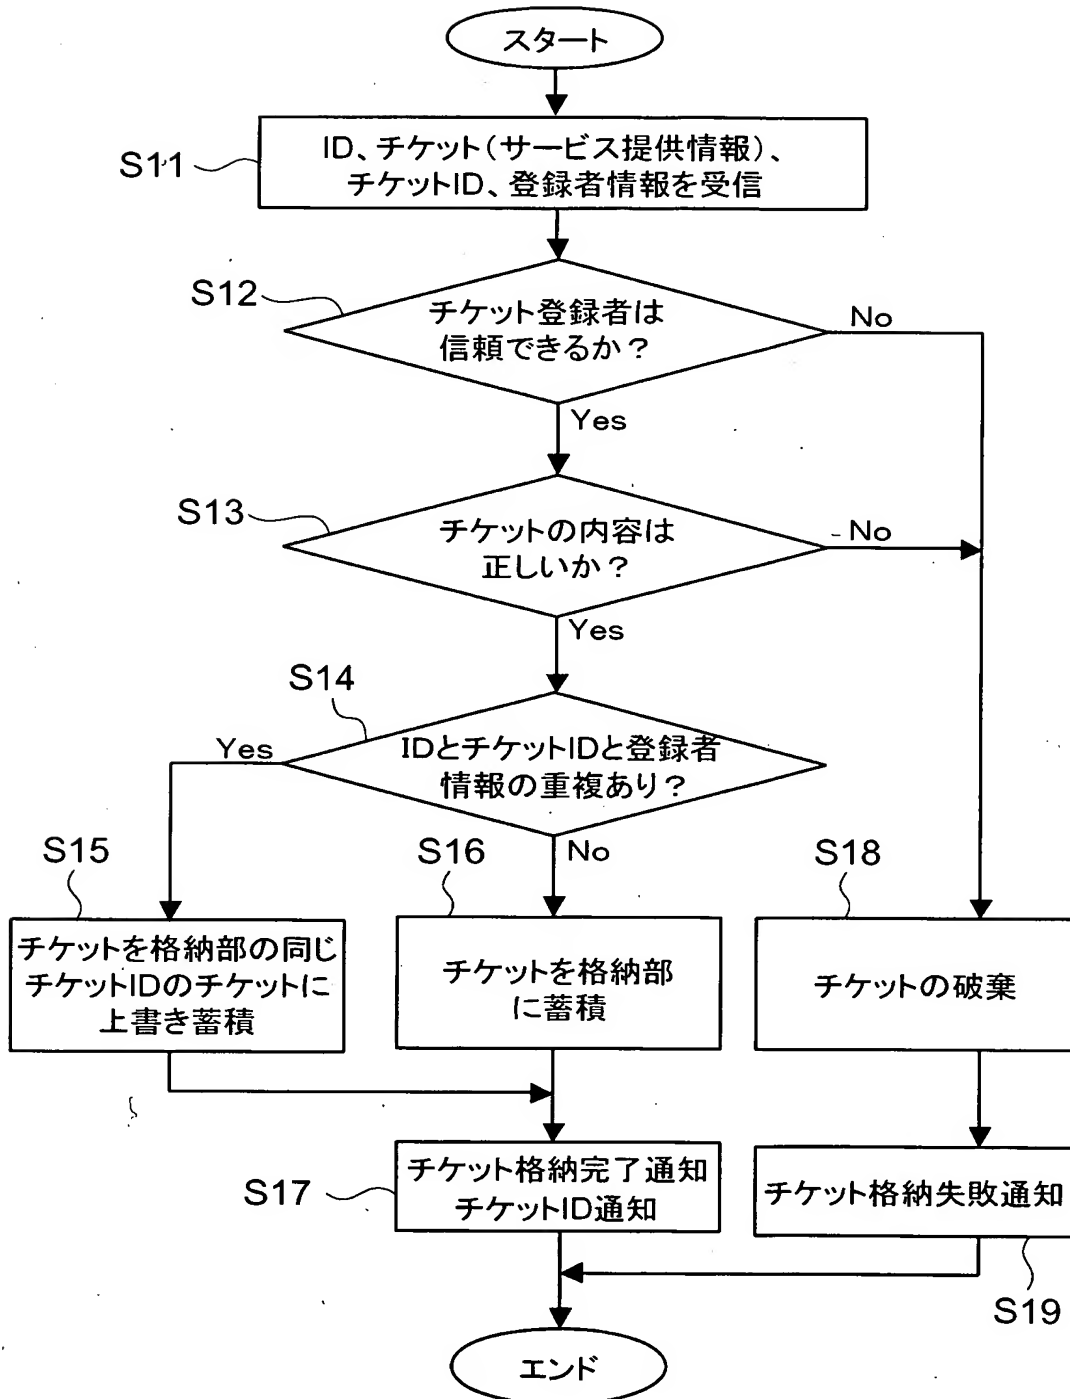 スタート
S11
ID、チケット(サービス提供情報)、
チケットID、登録者情報を受信
S12
チケット登録者は
信頼できるか?
No
Yes
S13
チケットの内容は
正しいか?
No
Yes
S14
IDとチケットIDと登録者
情報の重複あり?
Yes
No
S15
チケットを格納部の同じ
チケットIDのチケットに
上書き蓄積
S16
チケットを格納部
に蓄積
S18
チケットの破棄
S17
チケット格納完了通知
チケットID通知
チケット格納失敗通知
S19
エンド